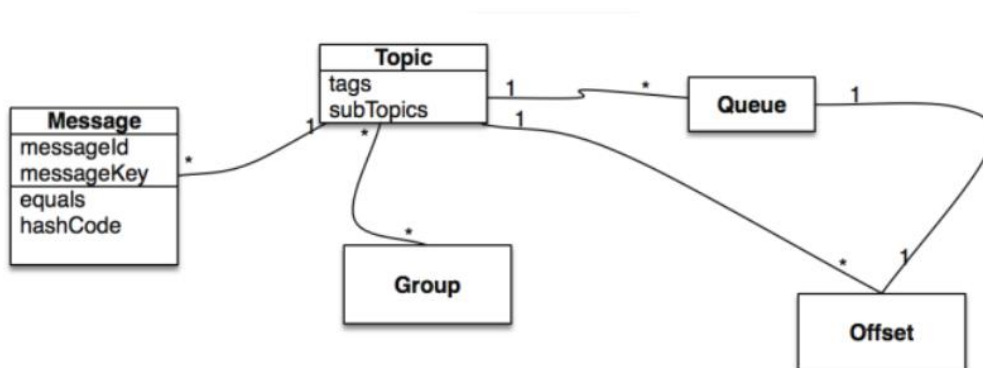 Topic
tags
subTopics
1
*
Queue
1
1
Message
messageId
messageKey
equals
hashCode
*
1
*
*
Group
*
1
Offset